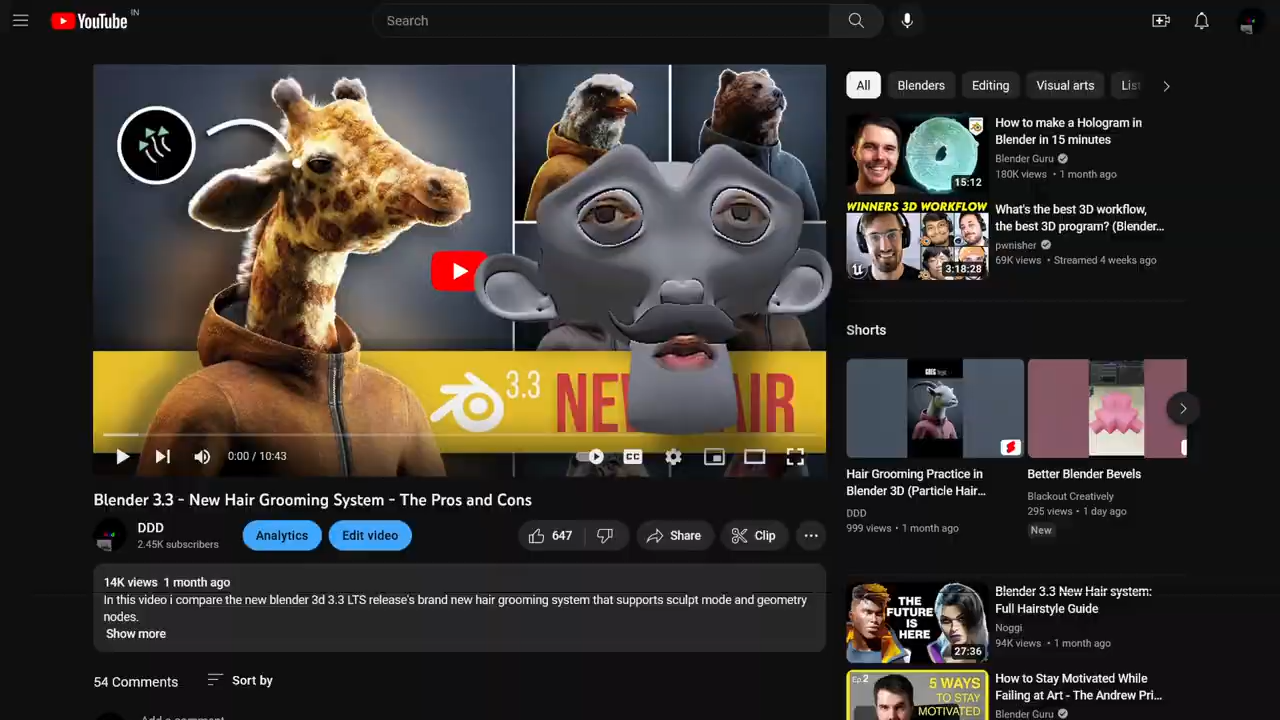 YouTube IN
Search
3.3
NEW HAIR
0:00 / 10:43
CC
Blender 3.3 - New Hair Grooming System - The Pros and Cons
DDD
2.45K subscribers
Analytics
Edit video
647
Share
Clip
14K views 1 month ago
In this video i compare the new blender 3d 3.3 LTS release's brand new hair grooming system that supports sculpt mode and geometry
nodes.
Show more
54 Comments
Sort by
Add a comment
All
Blenders
Editing
Visual arts
15:12
How to make a Hologram in
Blender in 15 minutes
Blender Guru
180K views • 1 month ago
WINNERS 3D WORKFLOW
3:18:28
What's the best 3D workflow,
the best 3D program? (Blender...
pwnisher
69K views • Streamed 4 weeks ago
Shorts
GREG
Hair Grooming Practice in
Blender 3D (Particle Hair...
DDD
999 views • 1 month ago
Better Blender Bevels
Blackout Creatively
295 views • 1 day ago
New
THE
FUTURE
IS
HERE
27:36
Blender 3.3 New Hair system:
Full Hairstyle Guide
Noggi
94K views • 1 month ago
Ep.2
5 WAYS
TO STAY
MOTIVATED
How to Stay Motivated While
Failing at Art - The Andrew Pri...
Blender Guru